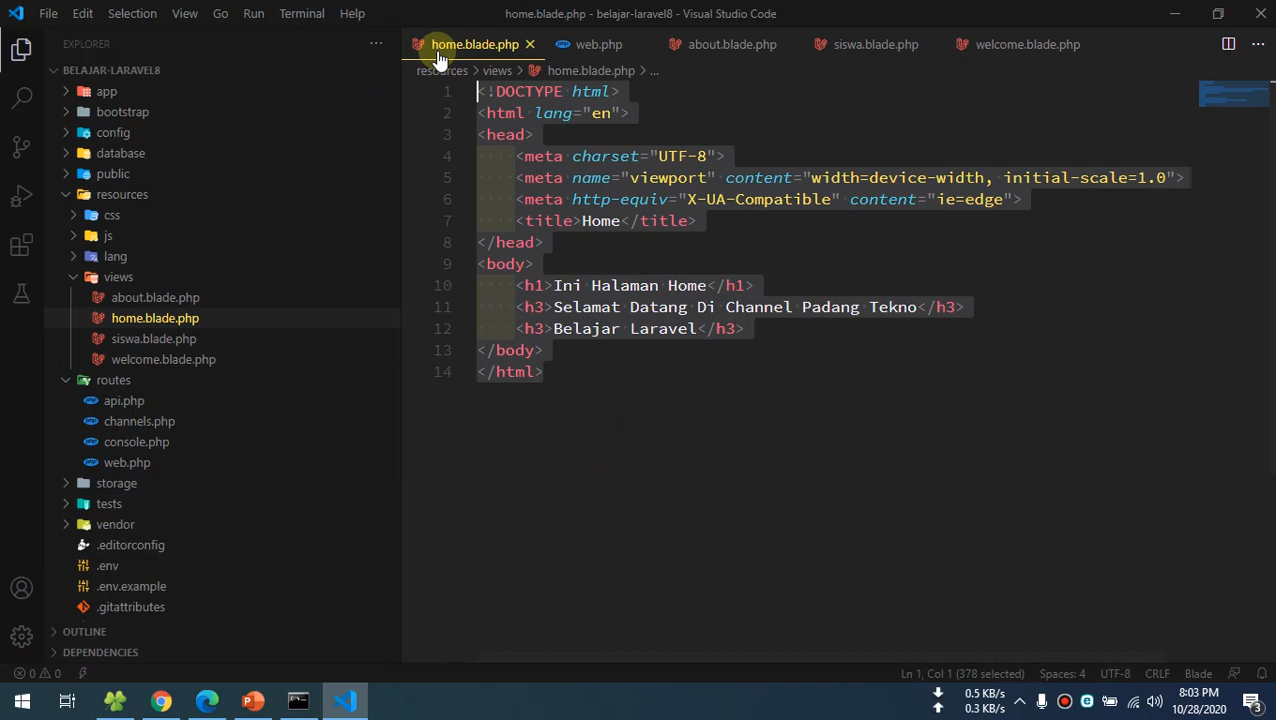 File Edit Selection View Go Run Terminal Help home.blade.php - belajar-laravel8 - Visual Studio Code
EXPLORER
BELAJAR-LARAVEL8
app
bootstrap
config
database
public
resources
css
js
lang
views
about.blade.php
home.blade.php
siswa.blade.php
welcome.blade.php
routes
api.php
channels.php
console.php
web.php
storage
tests
vendor
.editorconfig
.env
.env.example
.gitattributes
OUTLINE
DEPENDENCIES
home.blade.php web.php about.blade.php siswa.blade.php welcome.blade.php
resources > views > home.blade.php > ...
1 <!DOCTYPE html>
2 <html lang="en">
3 <head>
4 <meta charset="UTF-8">
5 <meta name="viewport" content="width=device-width, initial-scale=1.0">
6 <meta http-equiv="X-UA-Compatible" content="ie=edge">
7 <title>Home</title>
8 </head>
9 <body>
10 <h1>Ini Halaman Home</h1>
11 <h3>Selamat Datang Di Channel Padang Tekno</h3>
12 <h3>Belajar Laravel</h3>
13 </body>
14 </html>
0 0 Ln 1, Col 1 (378 selected) Spaces: 4 UTF-8 CRLF Blade
0.5 KB/s
0.3 KB/s
8:03 PM
10/28/2020
3